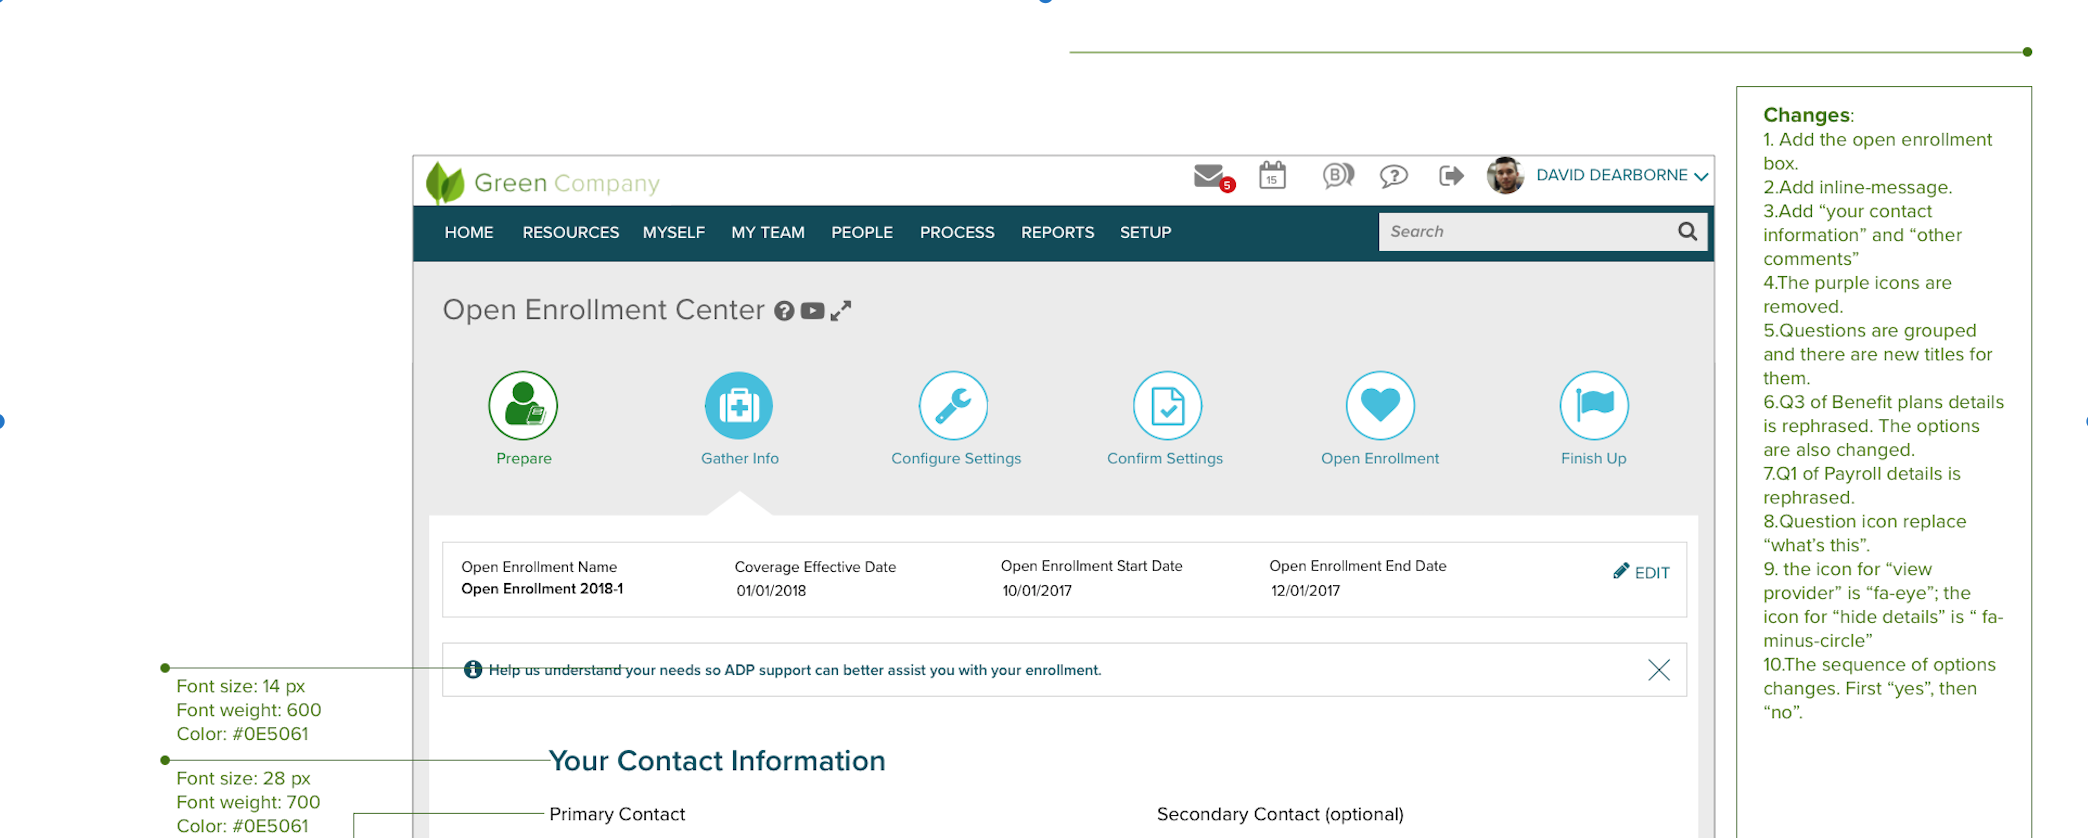 Green Company
5
15
B
?
DAVID DEARBORNE
HOME RESOURCES MYSELF MY TEAM PEOPLE PROCESS REPORTS SETUP
Search
Open Enrollment Center
Prepare
Gather Info
Configure Settings
Confirm Settings
Open Enrollment
Finish Up
Open Enrollment Name
Open Enrollment 2018-1
Coverage Effective Date
01/01/2018
Open Enrollment Start Date
10/01/2017
Open Enrollment End Date
12/01/2017
EDIT
Help us understand your needs so ADP support can better assist you with your enrollment.
Your Contact Information
Primary Contact
Secondary Contact (optional)
Font size: 14 px
Font weight: 600
Color: #0E5061
Font size: 28 px
Font weight: 700
Color: #0E5061
Changes:
1. Add the open enrollment
box.
2.Add inline-message.
3.Add “your contact
information” and “other
comments”
4.The purple icons are
removed.
5.Questions are grouped
and there are new titles for
them.
6.Q3 of Benefit plans details
is rephrased. The options
are also changed.
7.Q1 of Payroll details is
rephrased.
8.Question icon replace
“what’s this”.
9. the icon for “view
provider” is “fa-eye”; the
icon for “hide details” is “ fa-
minus-circle”
10.The sequence of options
changes. First “yes”, then
“no”.